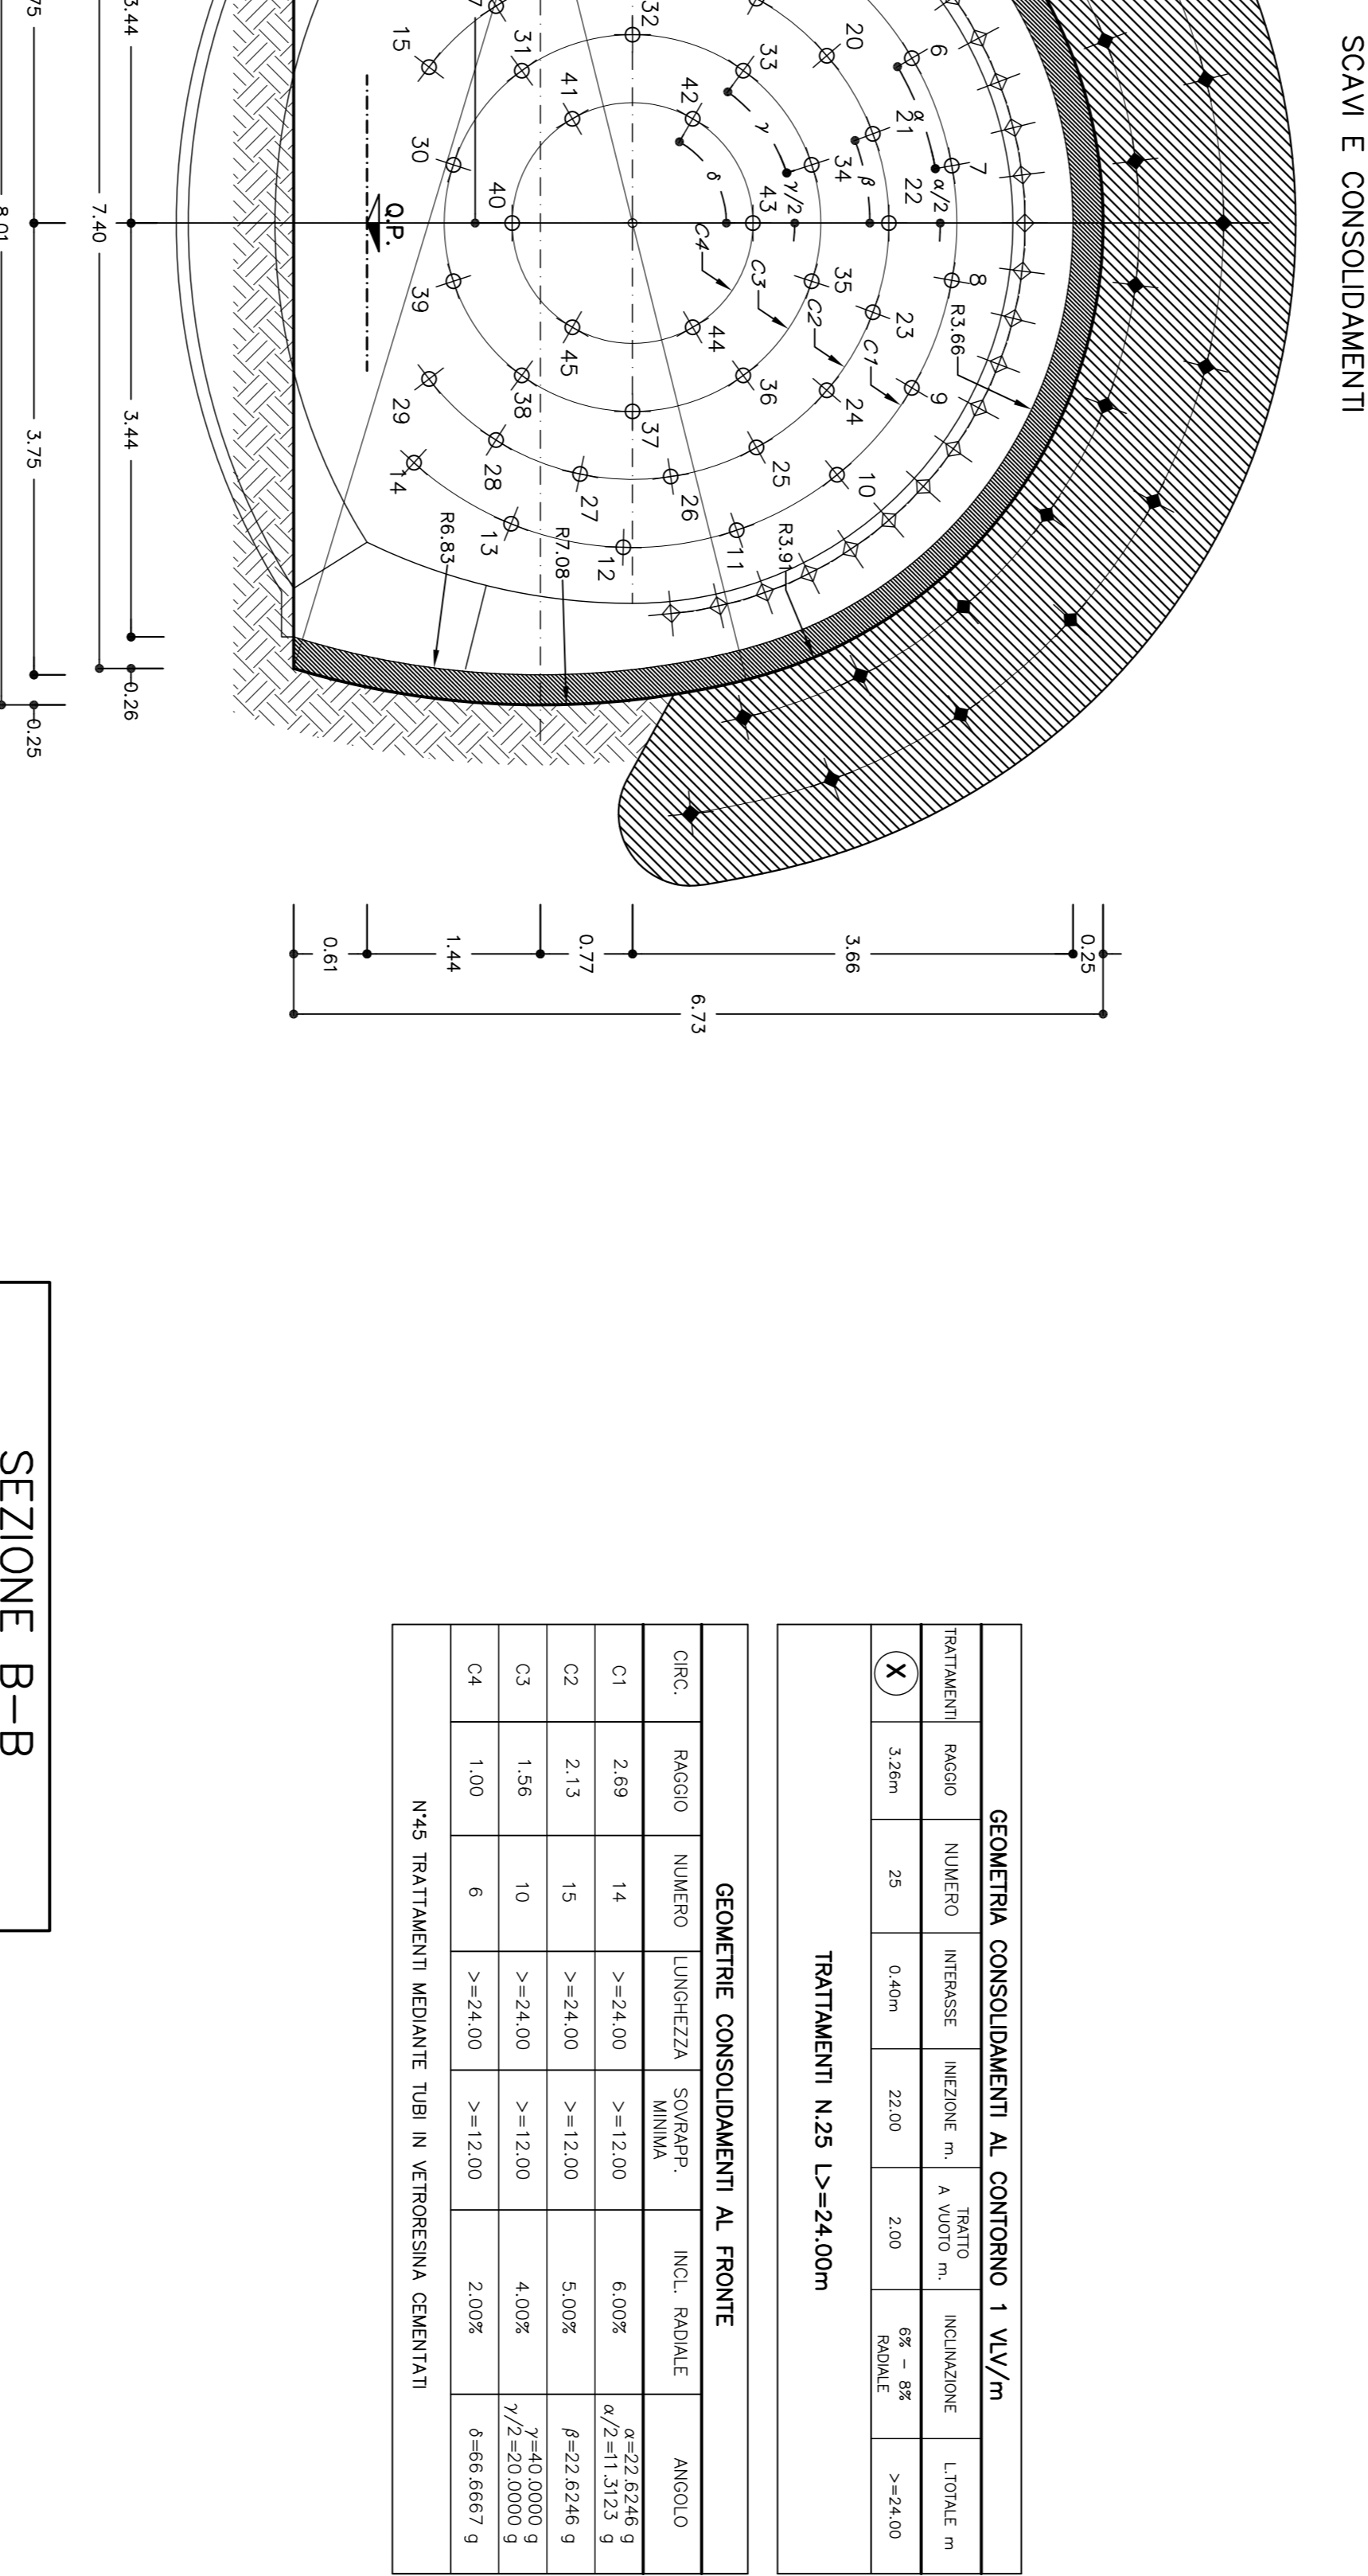 SCAVI E CONSOLIDAMENTI
6
7
8
9
10
11
12
13
14
15
20
21
22
23
24
25
26
27
28
29
30
31
32
33
34
35
36
37
38
39
40
41
42
43
44
45
α
α/2
β
γ
γ/2
δ
C1
C2
C3
C4
R3.66
R3.91
R7.08
R6.83
Q.P.
0.25
3.66
0.77
1.44
0.61
6.73
3.44
3.44
0.26
7.40
75
3.75
0.25
8.01
GEOMETRIA CONSOLIDAMENTI AL CONTORNO 1 VLV/m
TRATTAMENTI RAGGIO NUMERO INTERASSE INIEZIONE m. TRATTO A VUOTO m. INCLINAZIONE L.TOTALE m
X 3.26m 25 0.40m 22.00 2.00 6% - 8% RADIALE >=24.00
TRATTAMENTI N.25 L>=24.00m
GEOMETRIE CONSOLIDAMENTI AL FRONTE
CIRC. RAGGIO NUMERO LUNGHEZZA SOVRAPP. MINIMA INCL. RADIALE ANGOLO
C1 2.69 14 >=24.00 >=12.00 6.00% α=22.6246 g α/2=11.3123 g
C2 2.13 15 >=24.00 >=12.00 5.00% β=22.6246 g
C3 1.56 10 >=24.00 >=12.00 4.00% γ=40.0000 g γ/2=20.0000 g
C4 1.00 6 >=24.00 >=12.00 2.00% δ=66.6667 g
N°45 TRATTAMENTI MEDIANTE TUBI IN VETRORESINA CEMENTATI
SEZIONE B-B